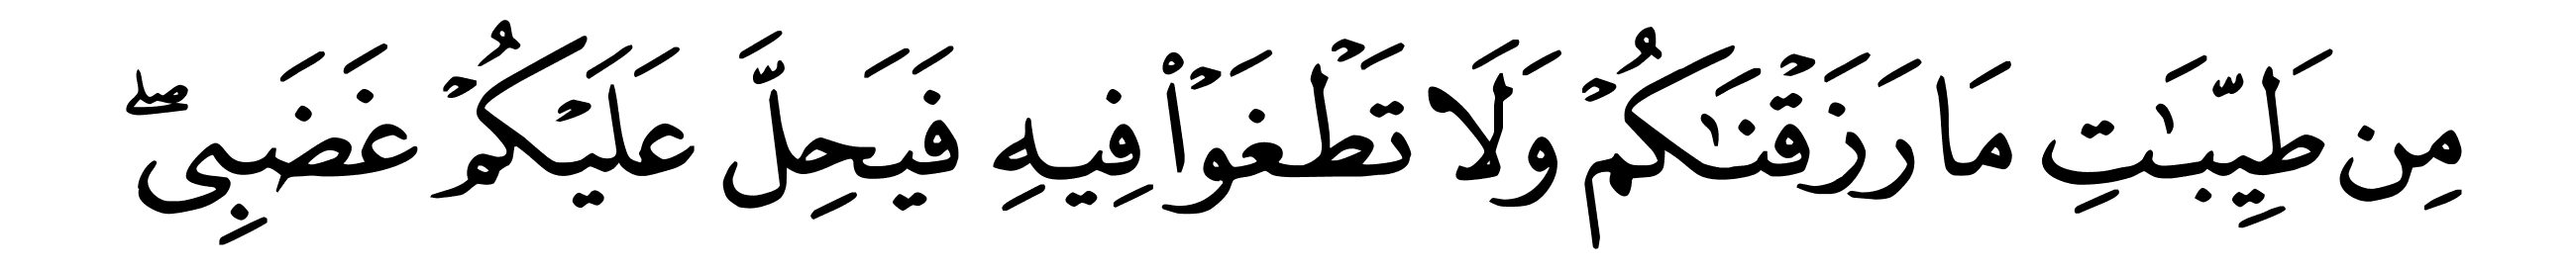 مِن طَيِّبَٰتِ مَا رَزَقْنَٰكُمْ وَلَا تَطْغَوْا۟ فِيهِ فَيَحِلَّ عَلَيْكُمْ غَضَبِى ۖ